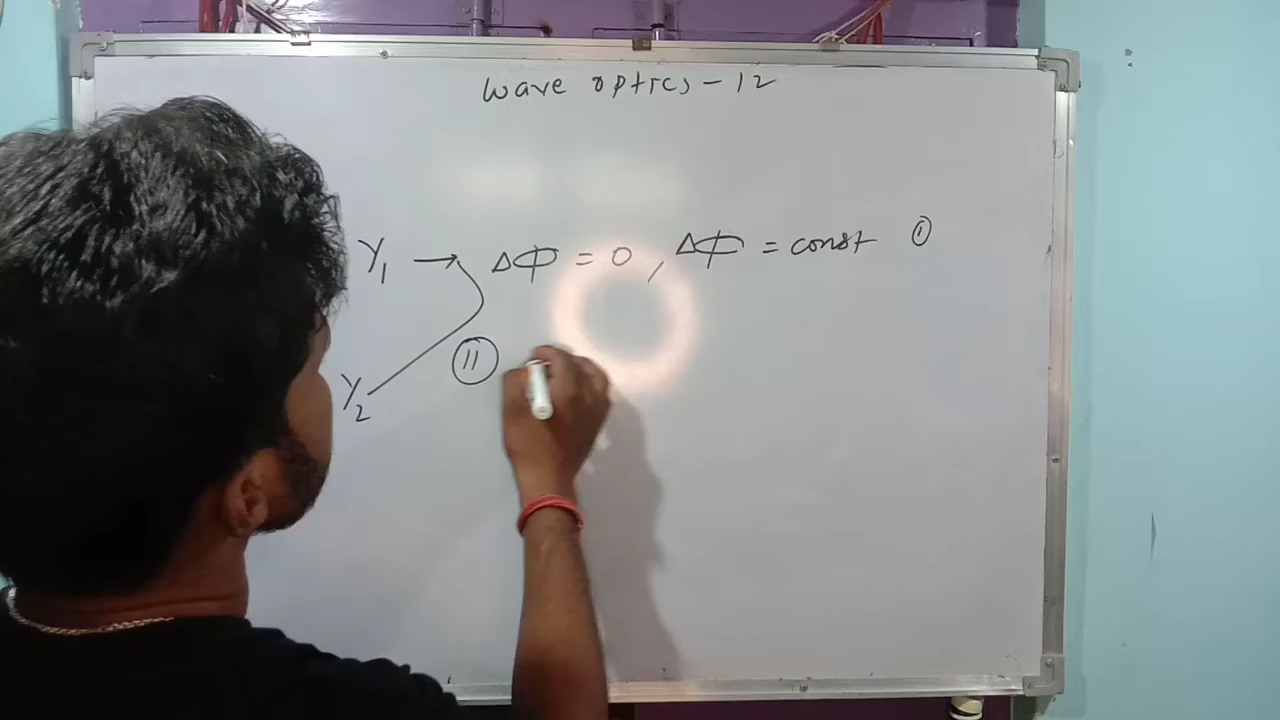 wave optics - 12
Y₁ → Δϕ = 0, Δϕ = const ①
Y₂ ⑪